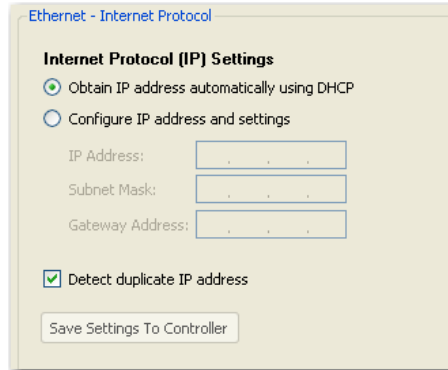 Ethernet - Internet Protocol
Internet Protocol (IP) Settings
Obtain IP address automatically using DHCP
Configure IP address and settings
IP Address: . . .
Subnet Mask: . . .
Gateway Address: . . .
Detect duplicate IP address
Save Settings To Controller